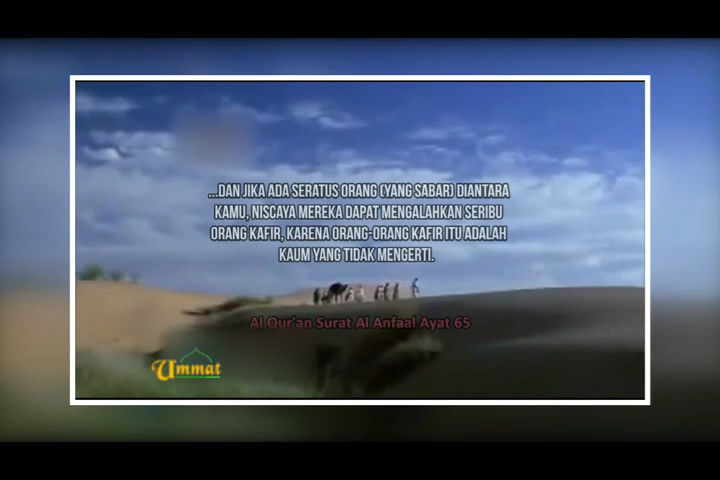 ...DAN JIKA ADA SERATUS ORANG (YANG SABAR) DIANTARA
KAMU, NISCAYA MEREKA DAPAT MENGALAHKAN SERIBU
ORANG KAFIR, KARENA ORANG-ORANG KAFIR ITU ADALAH
KAUM YANG TIDAK MENGERTI.
Al Qur'an Surat Al Anfaal Ayat 65
Ummat